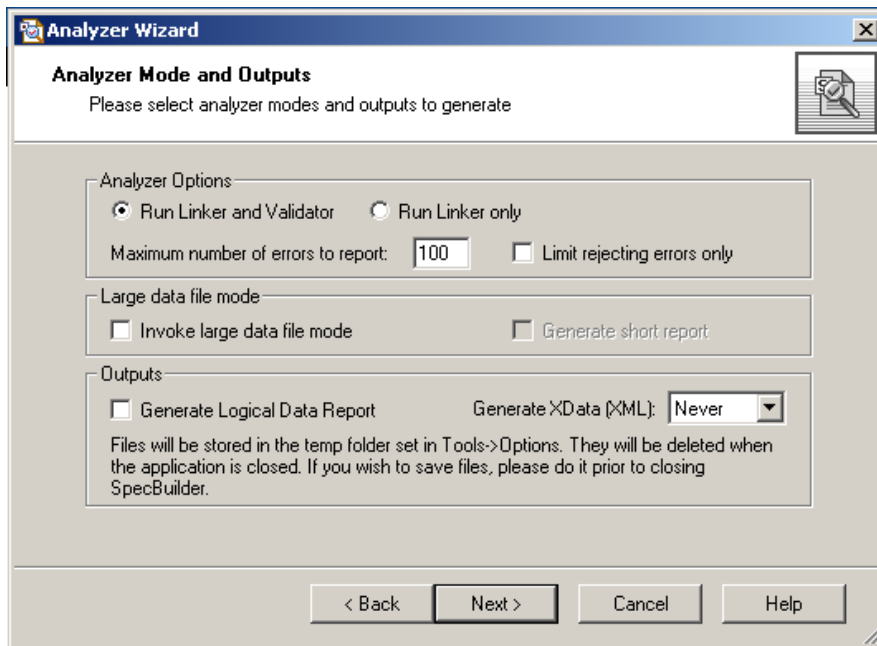 Analyzer Wizard
Analyzer Mode and Outputs
Please select analyzer modes and outputs to generate
Analyzer Options
Run Linker and Validator Run Linker only
Maximum number of errors to report: 100 Limit rejecting errors only
Large data file mode
Invoke large data file mode Generate short report
Outputs
Generate Logical Data Report Generate XData (XML): Never
Files will be stored in the temp folder set in Tools->Options. They will be deleted when
the application is closed. If you wish to save files, please do it prior to closing
SpecBuilder.
< Back Next > Cancel Help